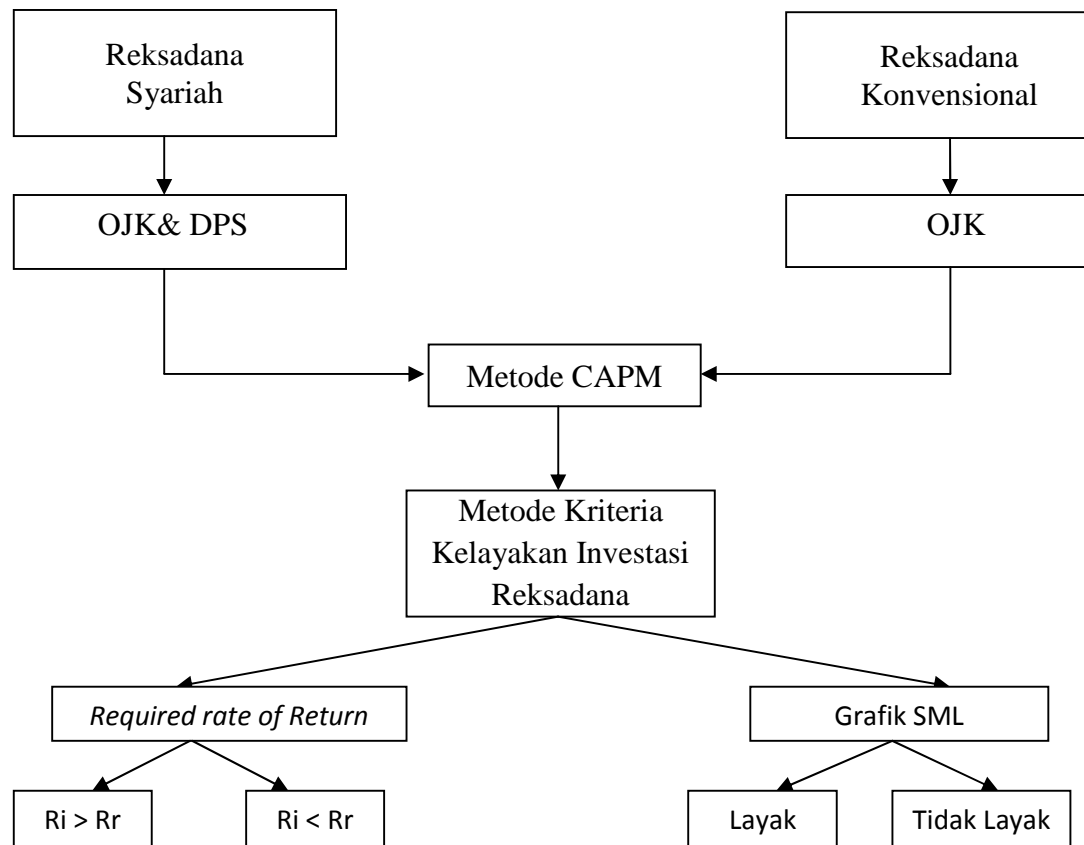 Reksadana
Syariah
Reksadana
Konvensional
OJK& DPS
OJK
Metode CAPM
Metode Kriteria
Kelayakan Investasi
Reksadana
Required rate of Return
Grafik SML
Ri > Rr
Ri < Rr
Layak
Tidak Layak